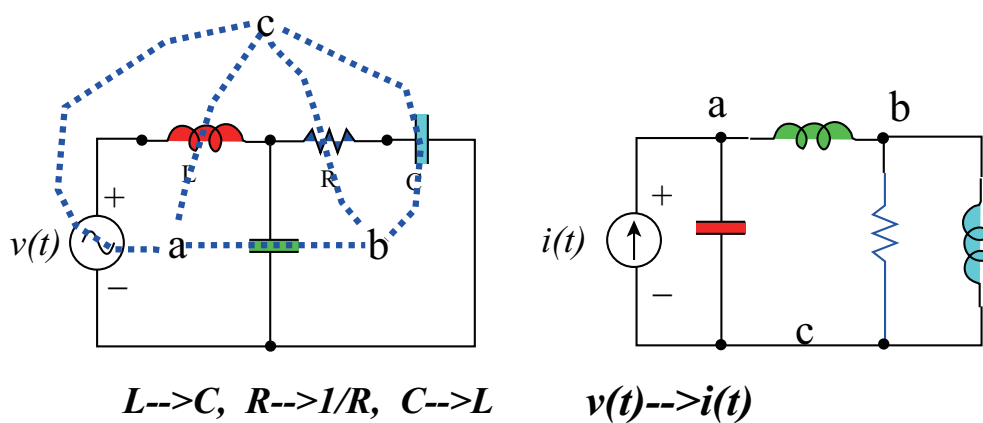 c
a
b
L
R
C
+
+
v(t)
a
b
i(t)
−
−
c
L-->C, R-->1/R, C-->L
v(t)-->i(t)